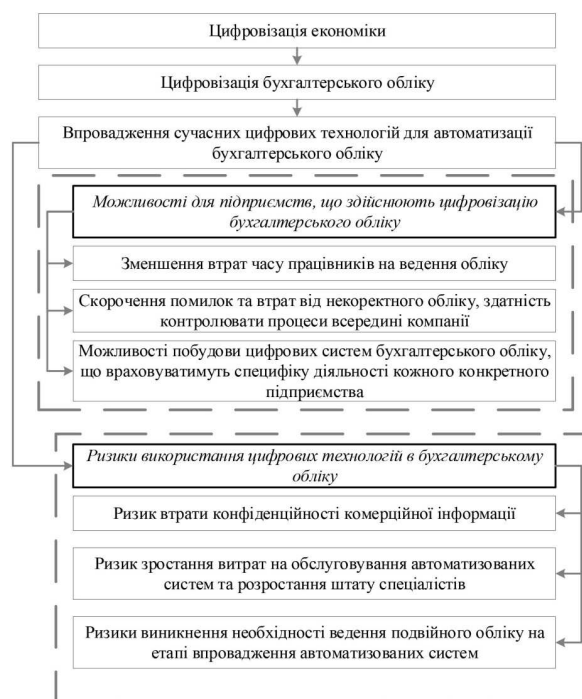 Цифровізація економіки
Цифровізація бухгалтерського обліку
Впровадження сучасних цифрових технологій для автоматизації
бухгалтерського обліку
Можливості для підприємств, що здійснюють цифровізацію
бухгалтерського обліку
Зменшення втрат часу працівників на ведення обліку
Скорочення помилок та втрат від некоректного обліку, здатність
контролювати процеси всередині компанії
Можливості побудови цифрових систем бухгалтерського обліку,
що враховуватимуть специфіку діяльності кожного конкретного
підприємства
Ризики використання цифрових технологій в бухгалтерському
обліку
Ризик втрати конфіденційності комерційної інформації
Ризик зростання витрат на обслуговування автоматизованих
систем та розростання штату спеціалістів
Ризики виникнення необхідності ведення подвійного обліку на
етапі впровадження автоматизованих систем